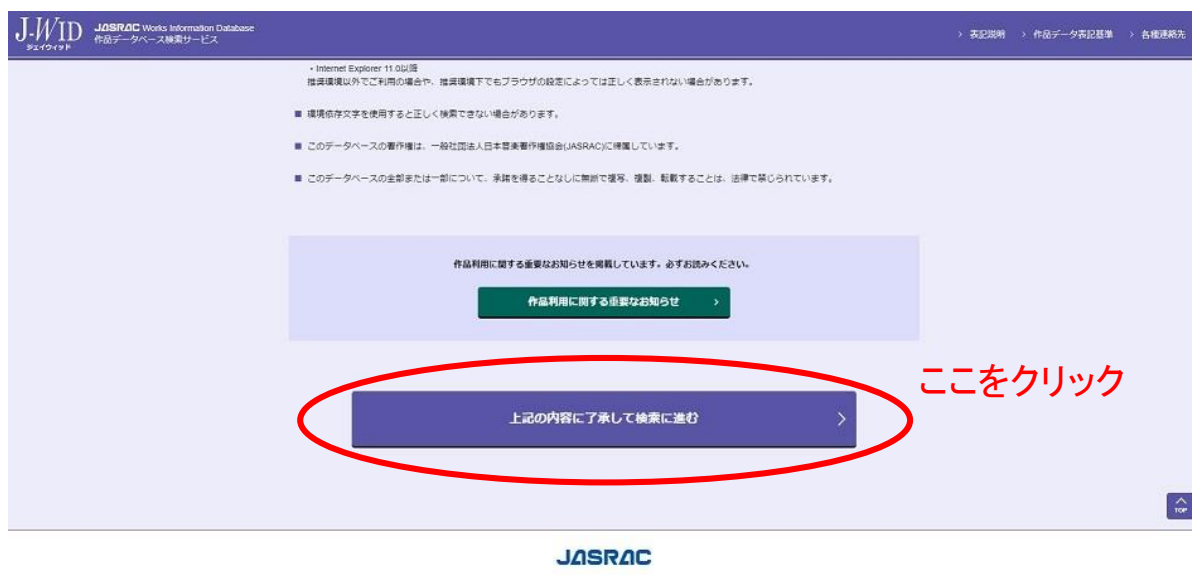 J-WID
ジェイウィッド
JASRAC Works Information Database
作品データベース検索サービス
> 表記説明 > 作品データ表記基準 > 各種連絡先
・Internet Explorer 11.0以降
推奨環境以外でご利用の場合や、推奨環境下でもブラウザの設定によっては正しく表示されない場合があります。
■ 環境依存文字を使用すると正しく検索できない場合があります。
■ このデータベースの著作権は、一般社団法人日本音楽著作権協会(JASRAC)に帰属しています。
■ このデータベースの全部または一部について、承諾を得ることなしに無断で複写、複製、転載することは、法律で禁じられています。
作品利用に関する重要なお知らせを掲載しています。必ずお読みください。
作品利用に関する重要なお知らせ >
ここをクリック
上記の内容に了承して検索に進む >
TOP
JASRAC